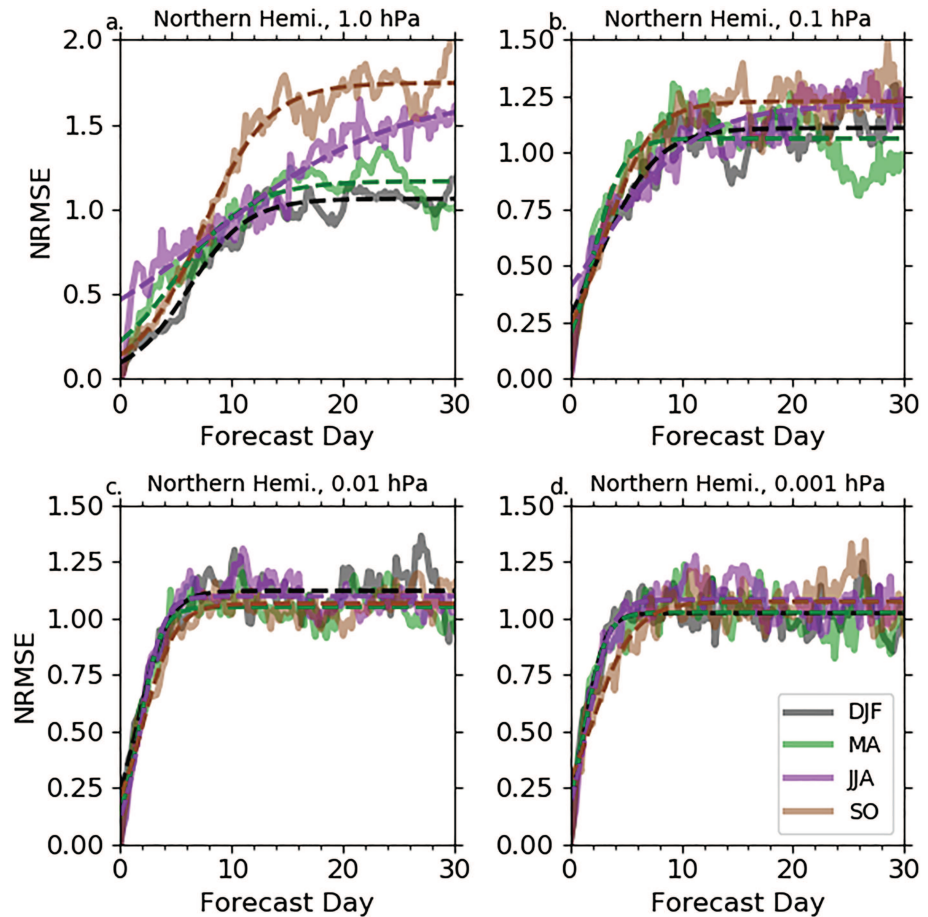 a. Northern Hemi., 1.0 hPa
2.0
1.5
1.0
0.5
0.0
NRMSE
0 10 20 30
Forecast Day
b. Northern Hemi., 0.1 hPa
1.50
1.25
1.00
0.75
0.50
0.25
0.00
0 10 20 30
Forecast Day
c. Northern Hemi., 0.01 hPa
1.50
1.25
1.00
0.75
0.50
0.25
0.00
NRMSE
0 10 20 30
Forecast Day
d. Northern Hemi., 0.001 hPa
1.50
1.25
1.00
0.75
0.50
0.25
0.00
DJF
MA
JJA
SO
0 10 20 30
Forecast Day